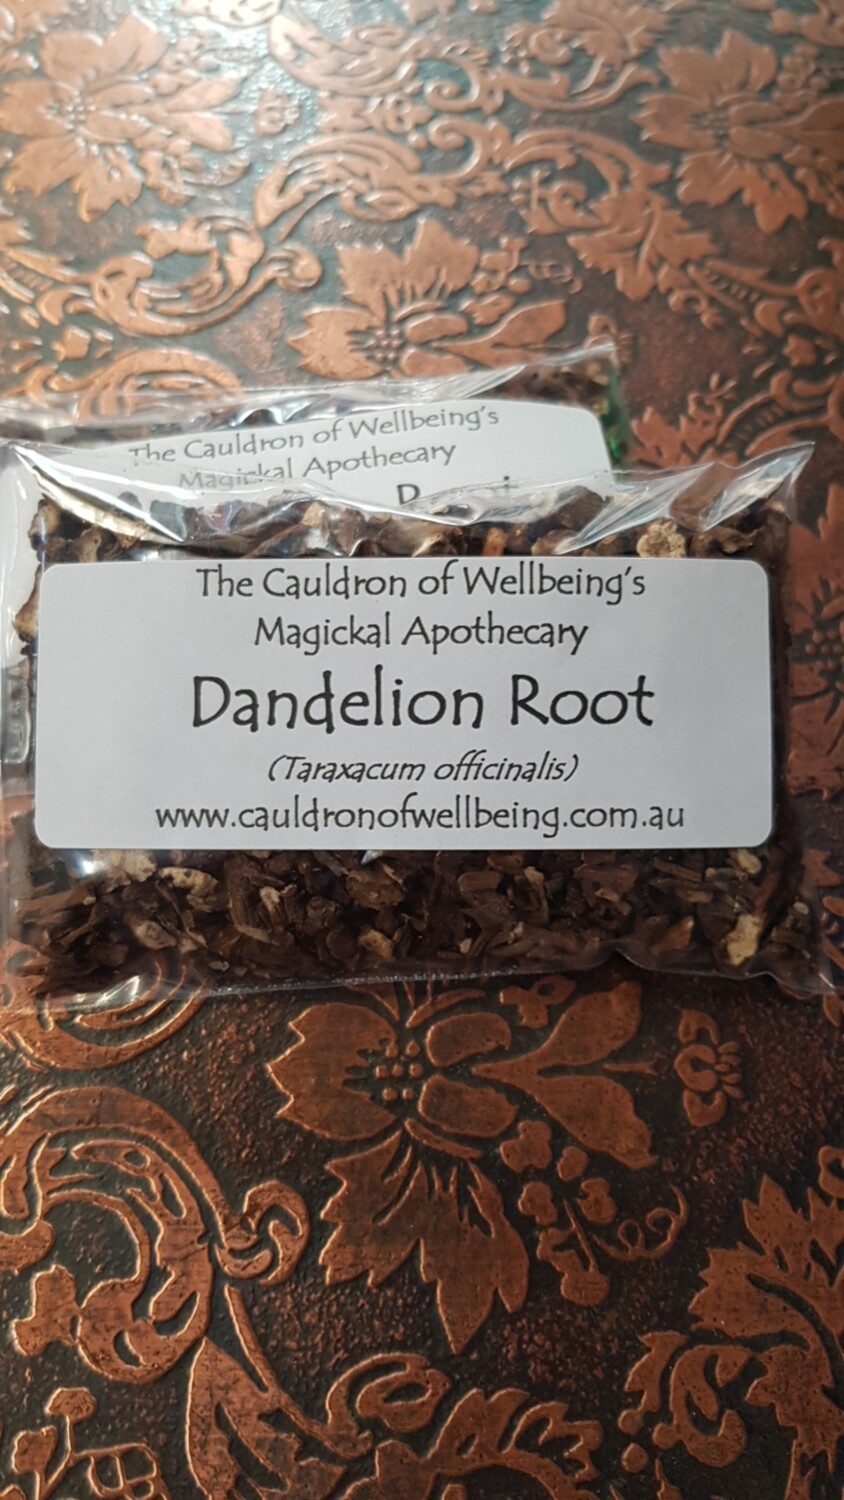 The Cauldron of Wellbeing's
Magickal Apothecary
The Cauldron of Wellbeing's
Magickal Apothecary
Dandelion Root
(Taraxacum officinalis)
www.cauldronofwellbeing.com.au